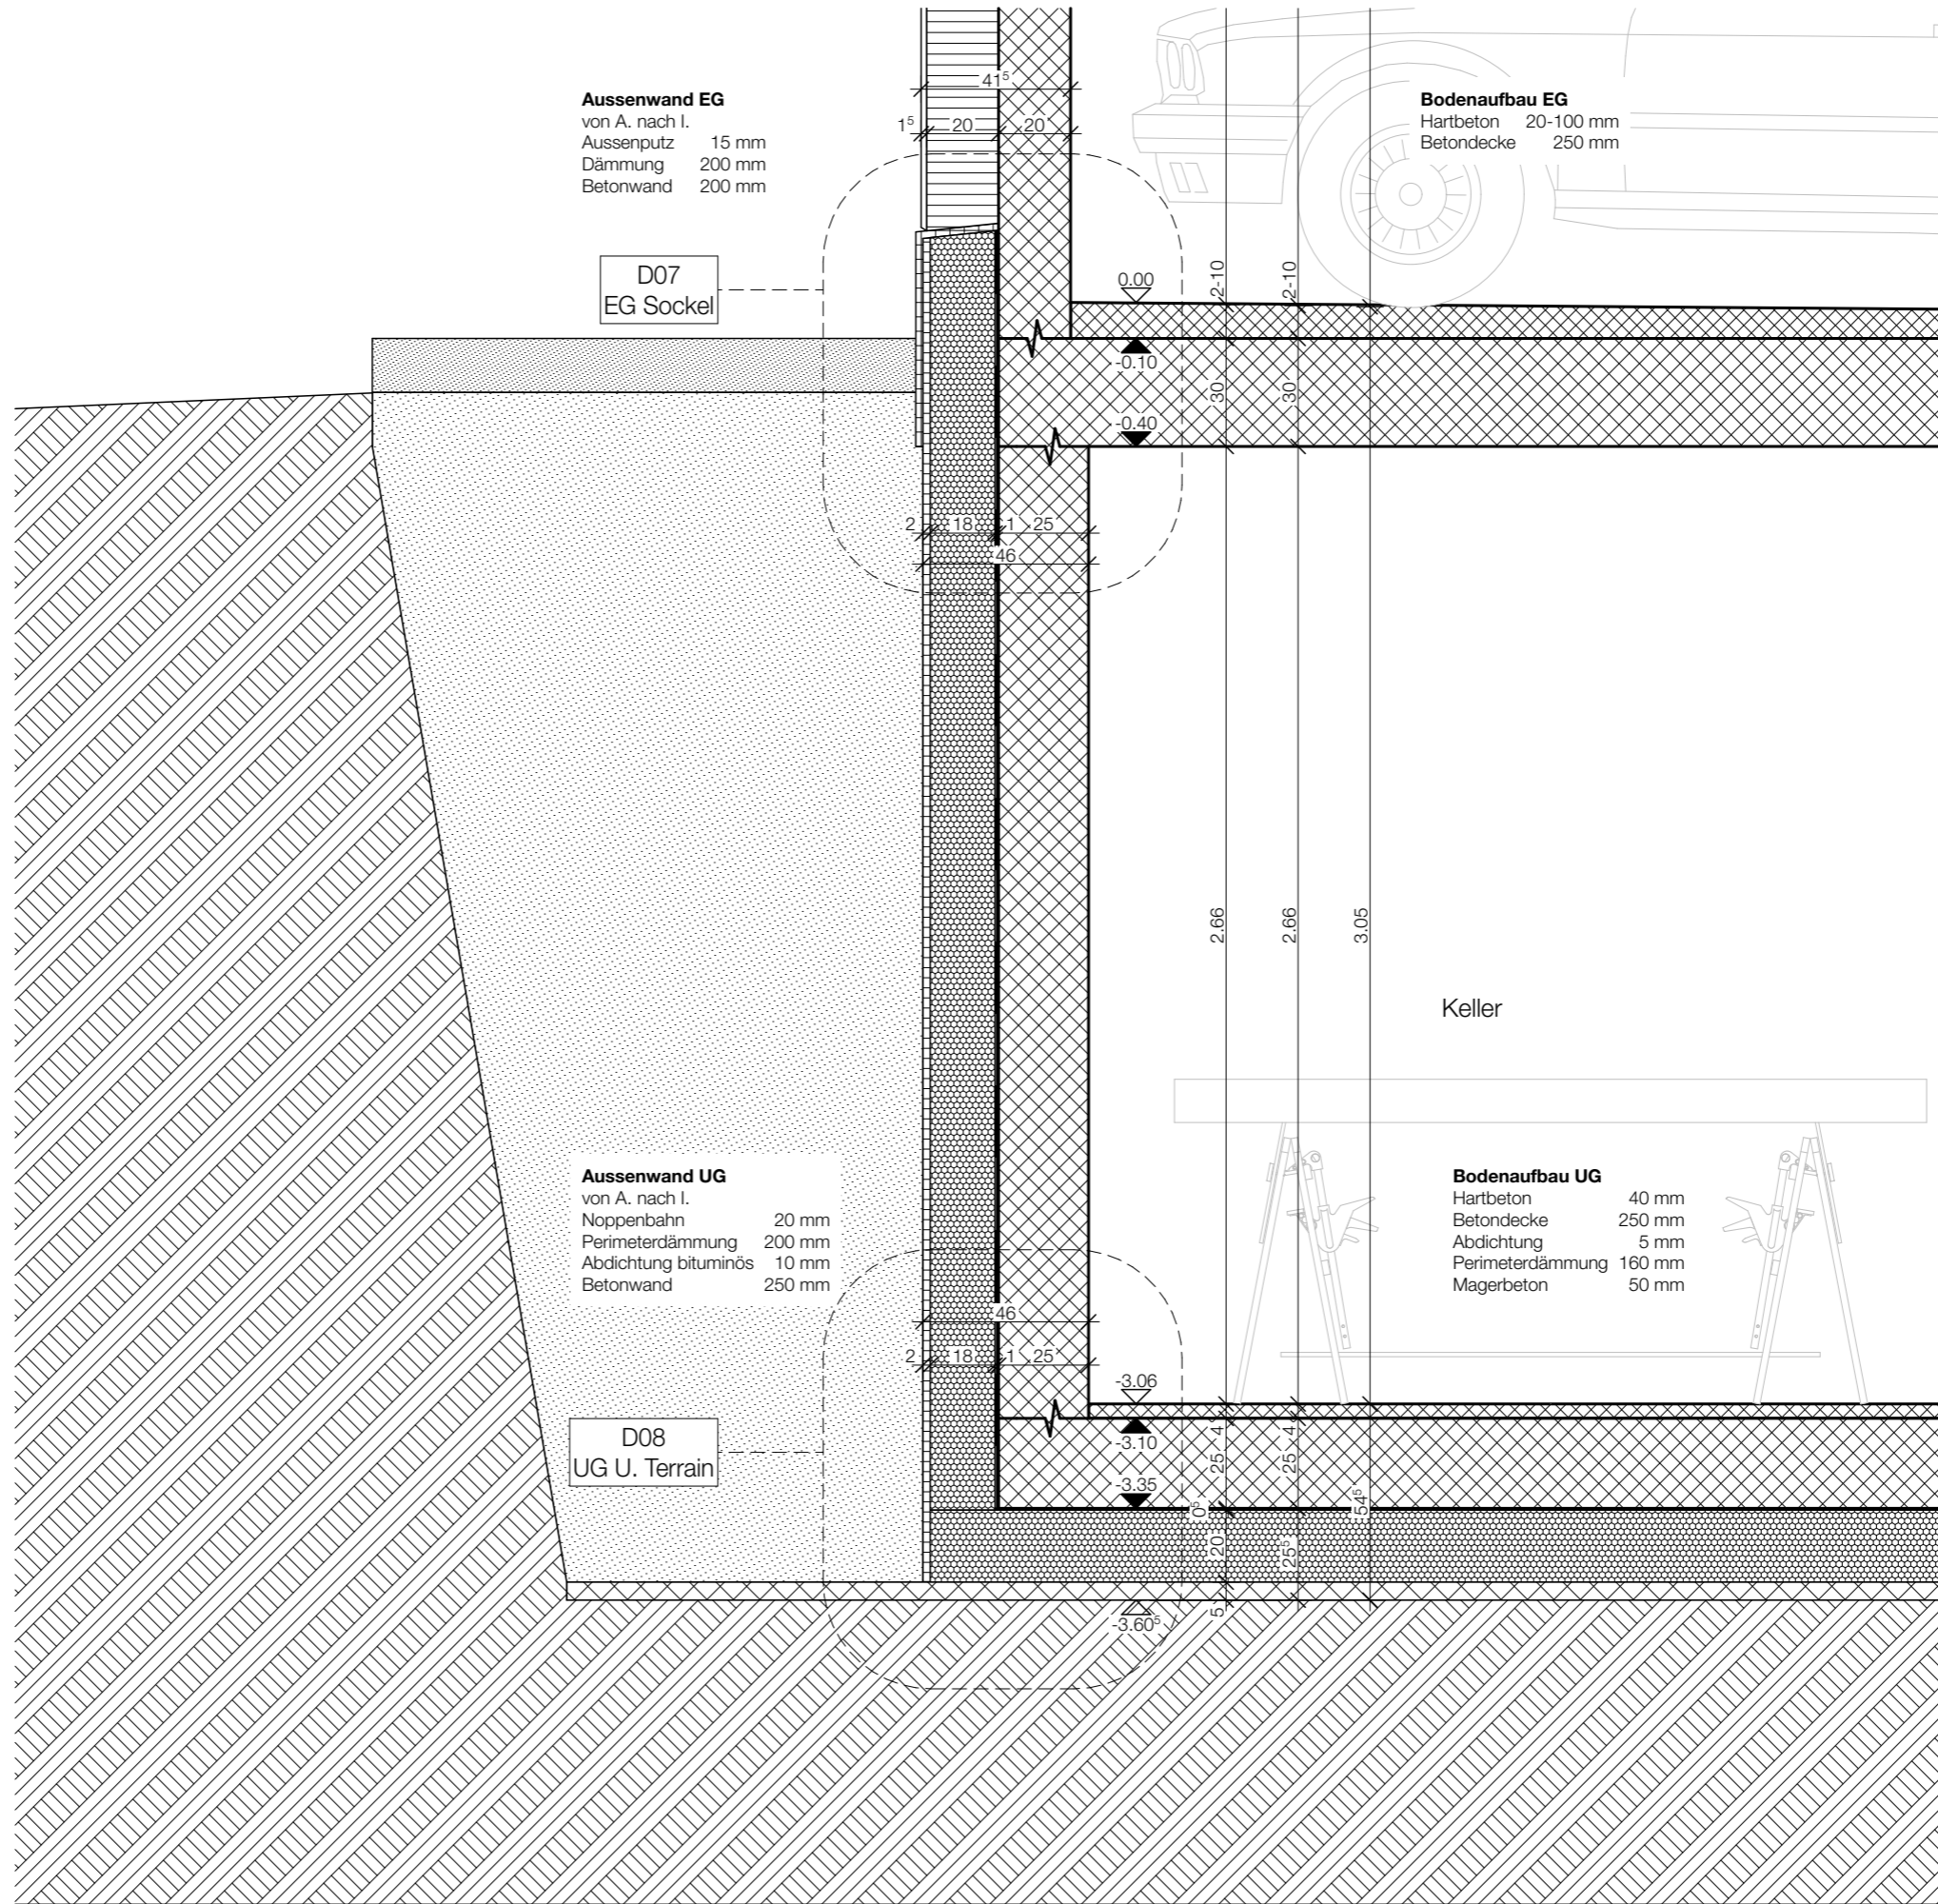 41⁵
1⁵ 20 20
Aussenwand EG
von A. nach I.
Aussenputz 15 mm
Dämmung 200 mm
Betonwand 200 mm
Bodenaufbau EG
Hartbeton 20-100 mm
Betondecke 250 mm
D07
EG Sockel
0.00
2-10
2-10
-0.10
30
30
-0.40
2 18 1 25
46
2.66
2.66
3.05
Keller
Aussenwand UG
von A. nach I.
Noppenbahn 20 mm
Perimeterdämmung 200 mm
Abdichtung bituminös 10 mm
Betonwand 250 mm
Bodenaufbau UG
Hartbeton 40 mm
Betondecke 250 mm
Abdichtung 5 mm
Perimeterdämmung 160 mm
Magerbeton 50 mm
46
2 18 1 25
-3.06
D08
UG U. Terrain
4
4
-3.10
25
25
-3.35
0⁵
54⁵
20
25⁵
5
-3.60⁵